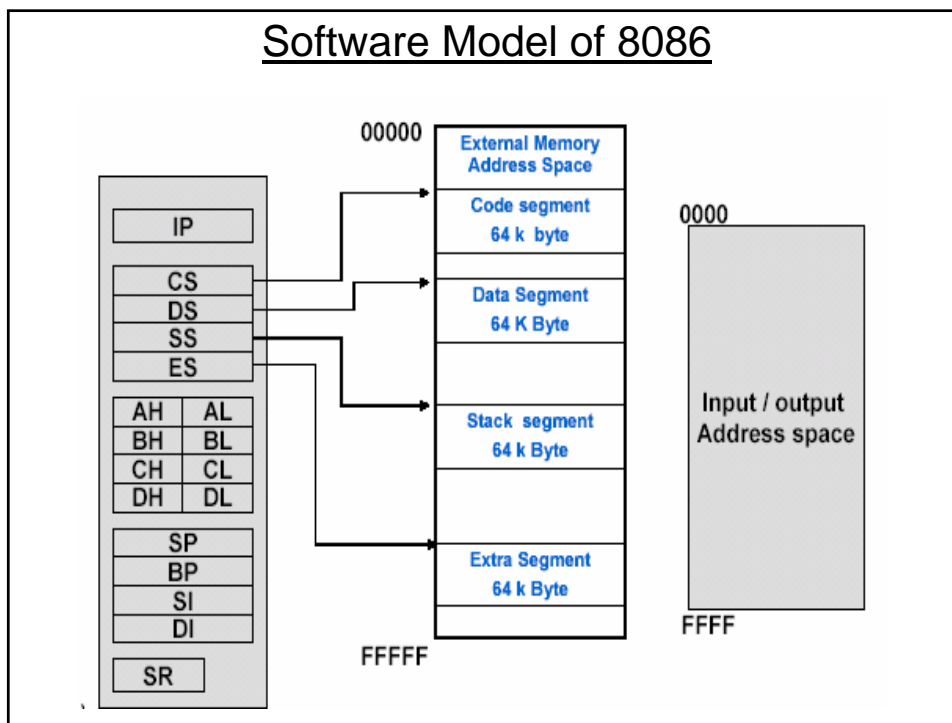 Software Model of 8086
IP
CS
DS
SS
ES
AH AL
BH BL
CH CL
DH DL
SP
BP
SI
DI
SR
00000
External Memory
Address Space
Code segment
64 k byte
Data Segment
64 K Byte
Stack segment
64 k Byte
Extra Segment
64 k Byte
FFFFF
0000
Input / output
Address space
FFFF